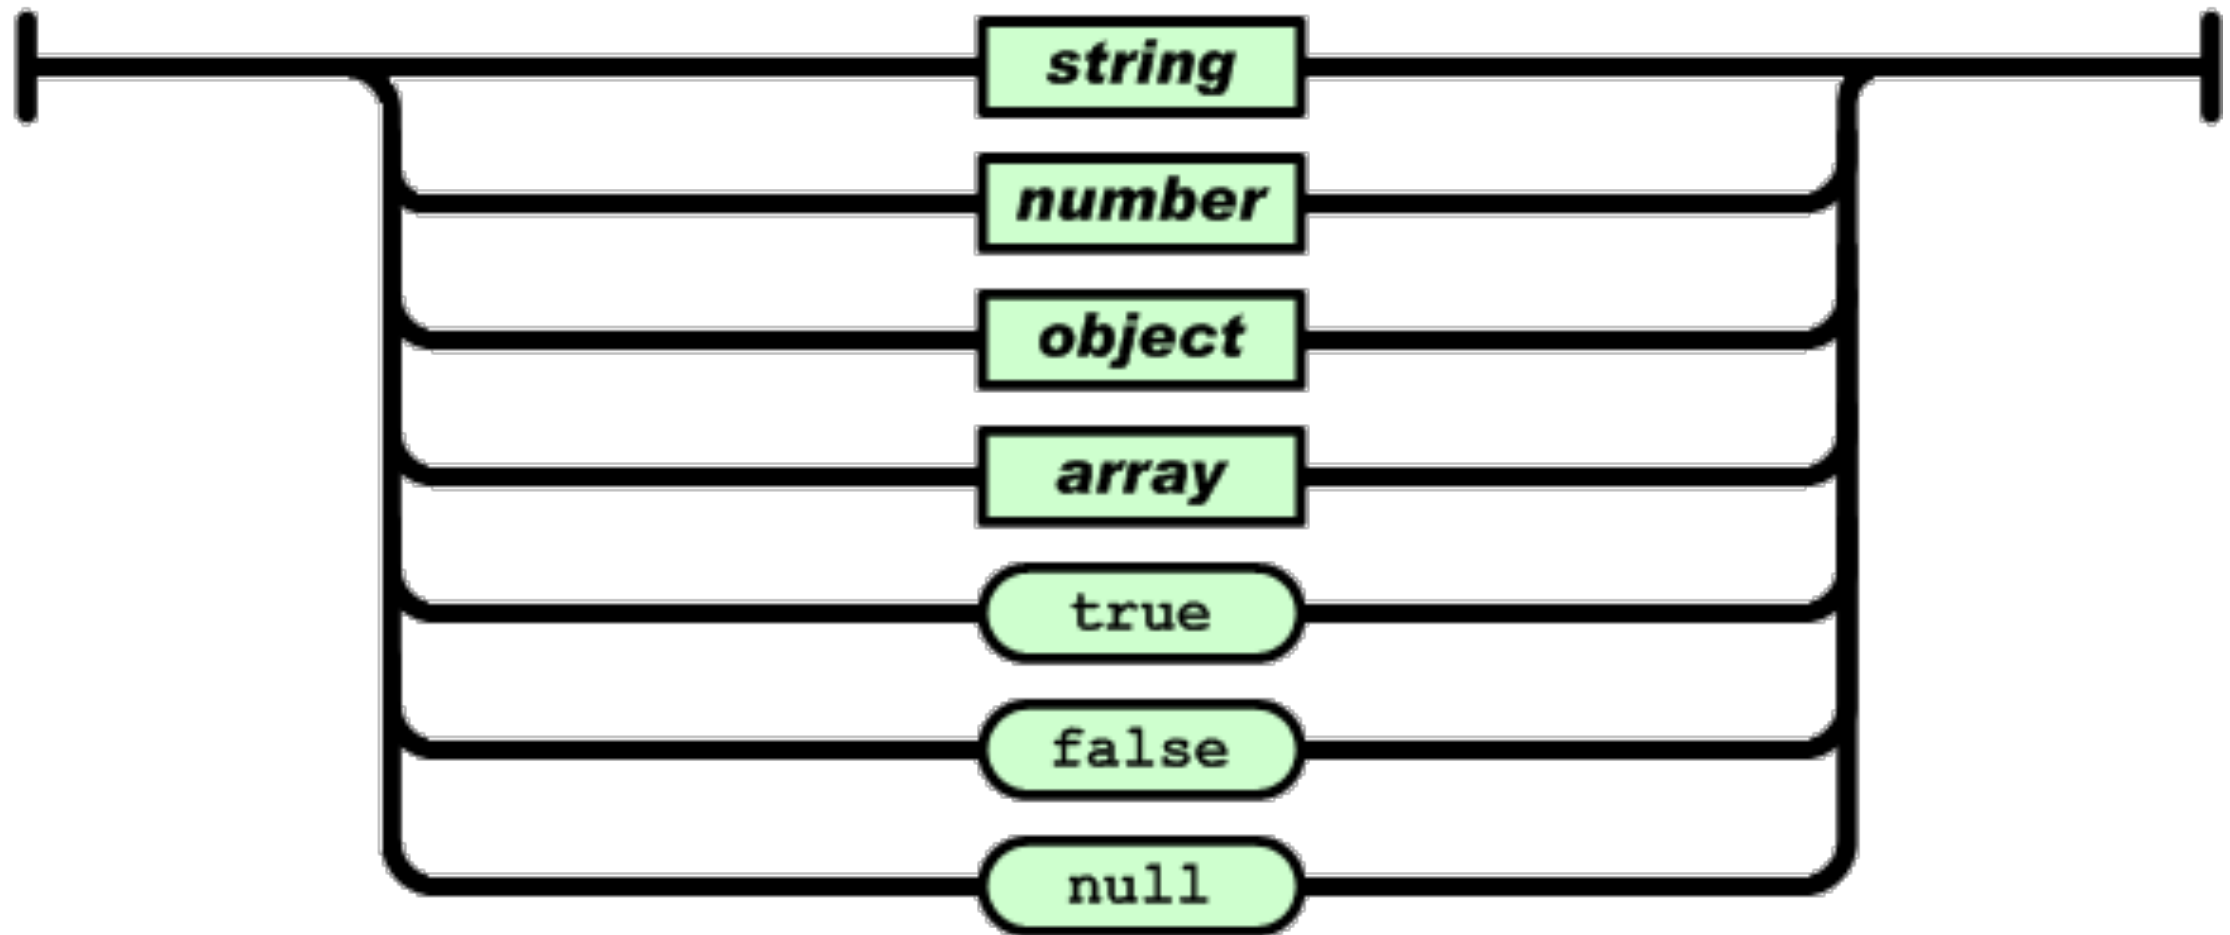 string
number
object
array
true
false
null